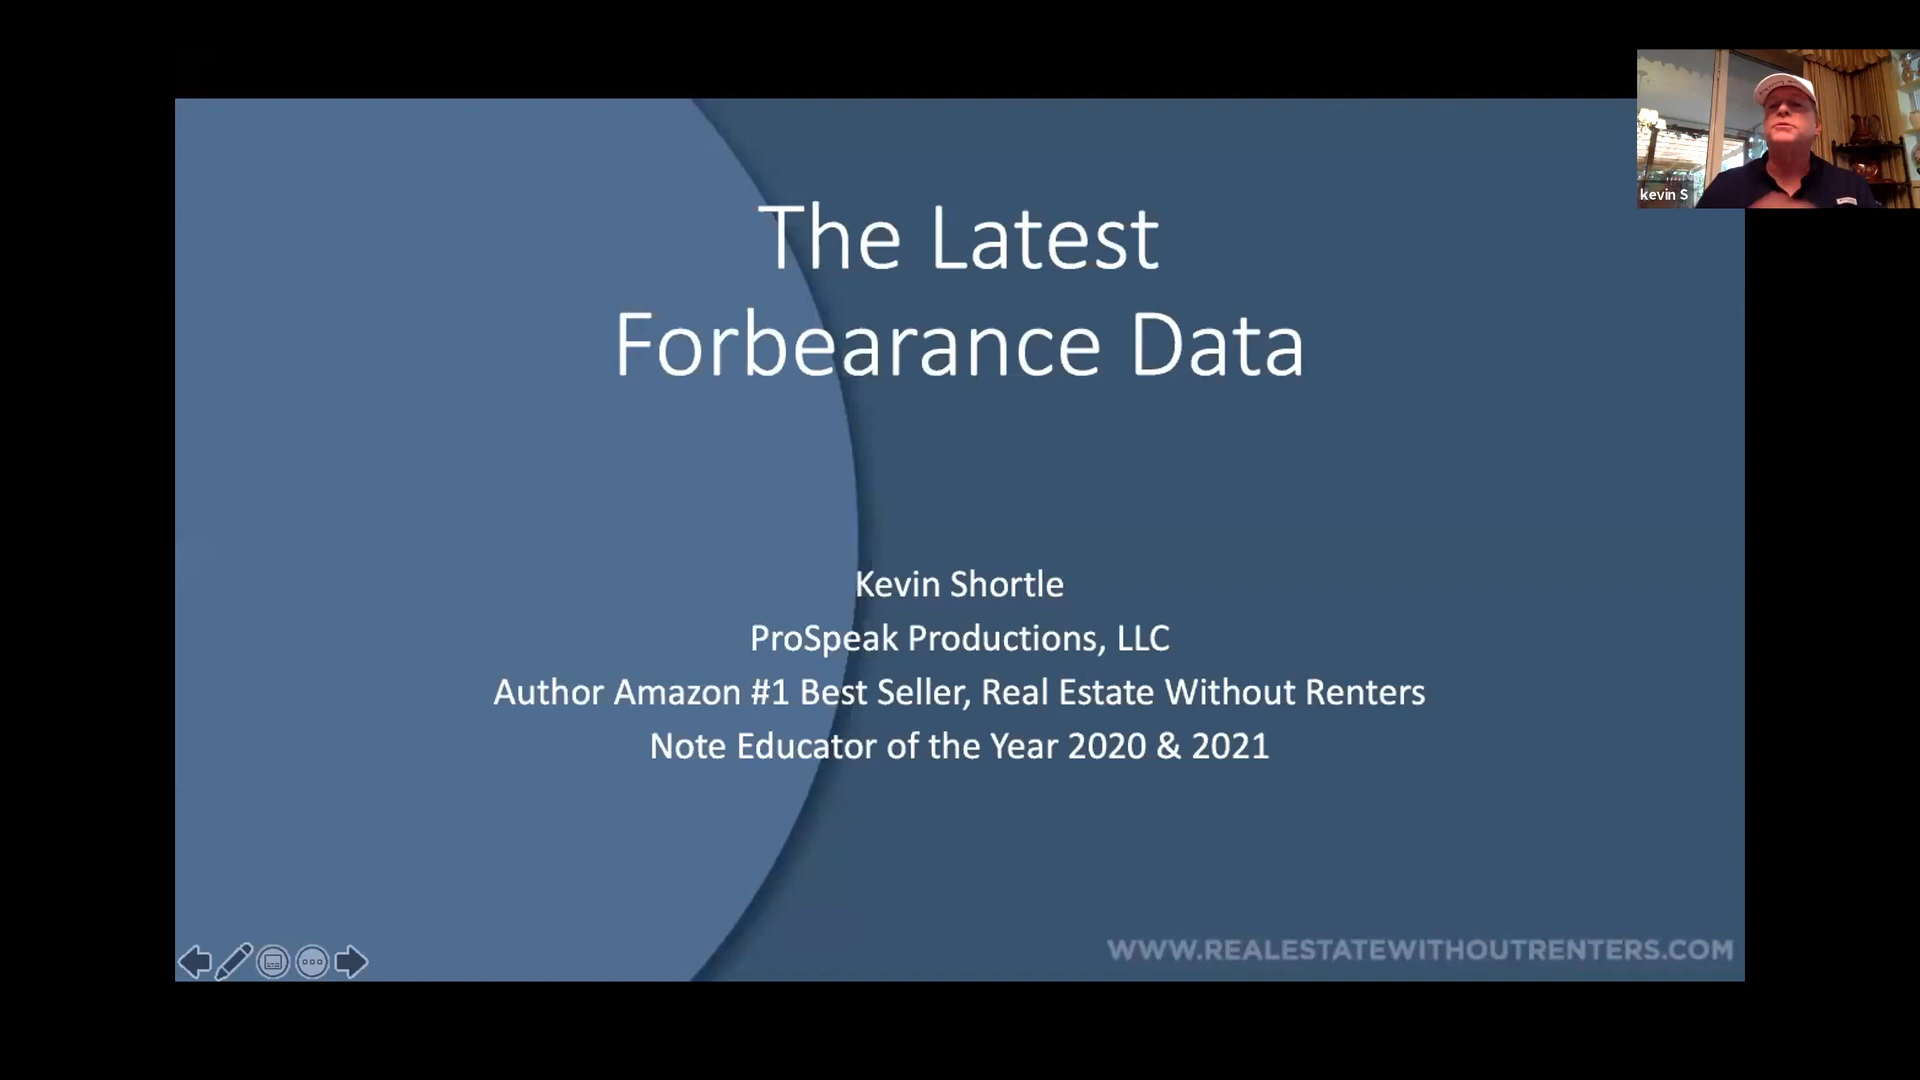 kevin S
The Latest
Forbearance Data
Kevin Shortle
ProSpeak Productions, LLC
Author Amazon #1 Best Seller, Real Estate Without Renters
Note Educator of the Year 2020 & 2021
WWW.REALESTATEWITHOUTRENTERS.COM